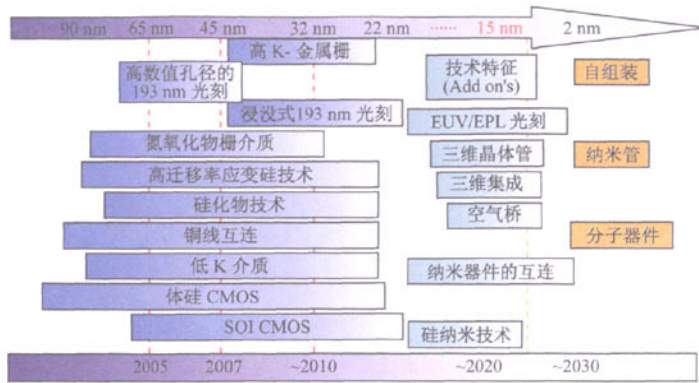 90 nm 65 nm 45 nm 32 nm 22 nm ······ 15 nm 2 nm
高 K- 金属栅
高数值孔径的
193 nm 光刻
技术特征
(Add on's)
自组装
浸没式193 nm 光刻
EUV/EPL 光刻
氮氧化物栅介质
三维晶体管
纳米管
高迁移率应变硅技术
三维集成
硅化物技术
空气桥
铜线互连
分子器件
低 K 介质
纳米器件的互连
体硅 CMOS
SOI CMOS
硅纳米技术
2005 2007 ~2010 ~2020 ~2030